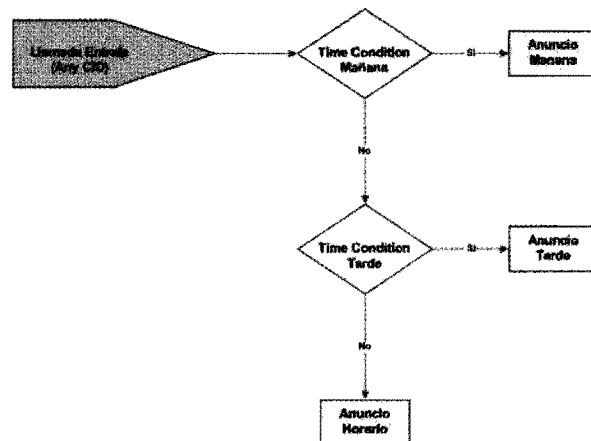 Llamada Entrada
(Any CID)
Time Condition
Mañana
Si
Anuncio
Manana
No
Time Condition
Tarde
Si
Anuncio
Tarde
No
Anuncio
Horario